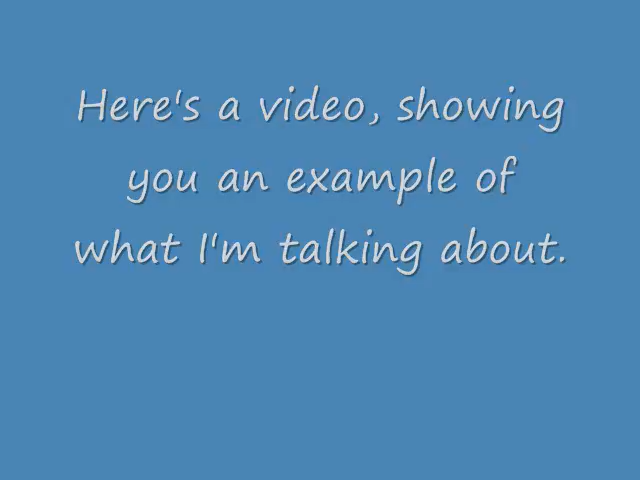 Here's a video, showing
you an example of
what I'm talking about.